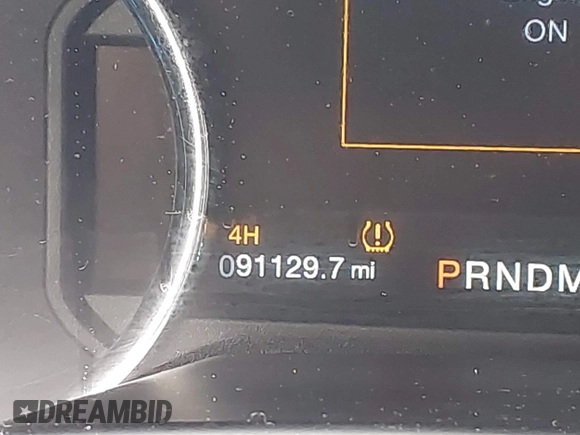 ON
4H
091129.7 mi
PRNDM
DREAMBID